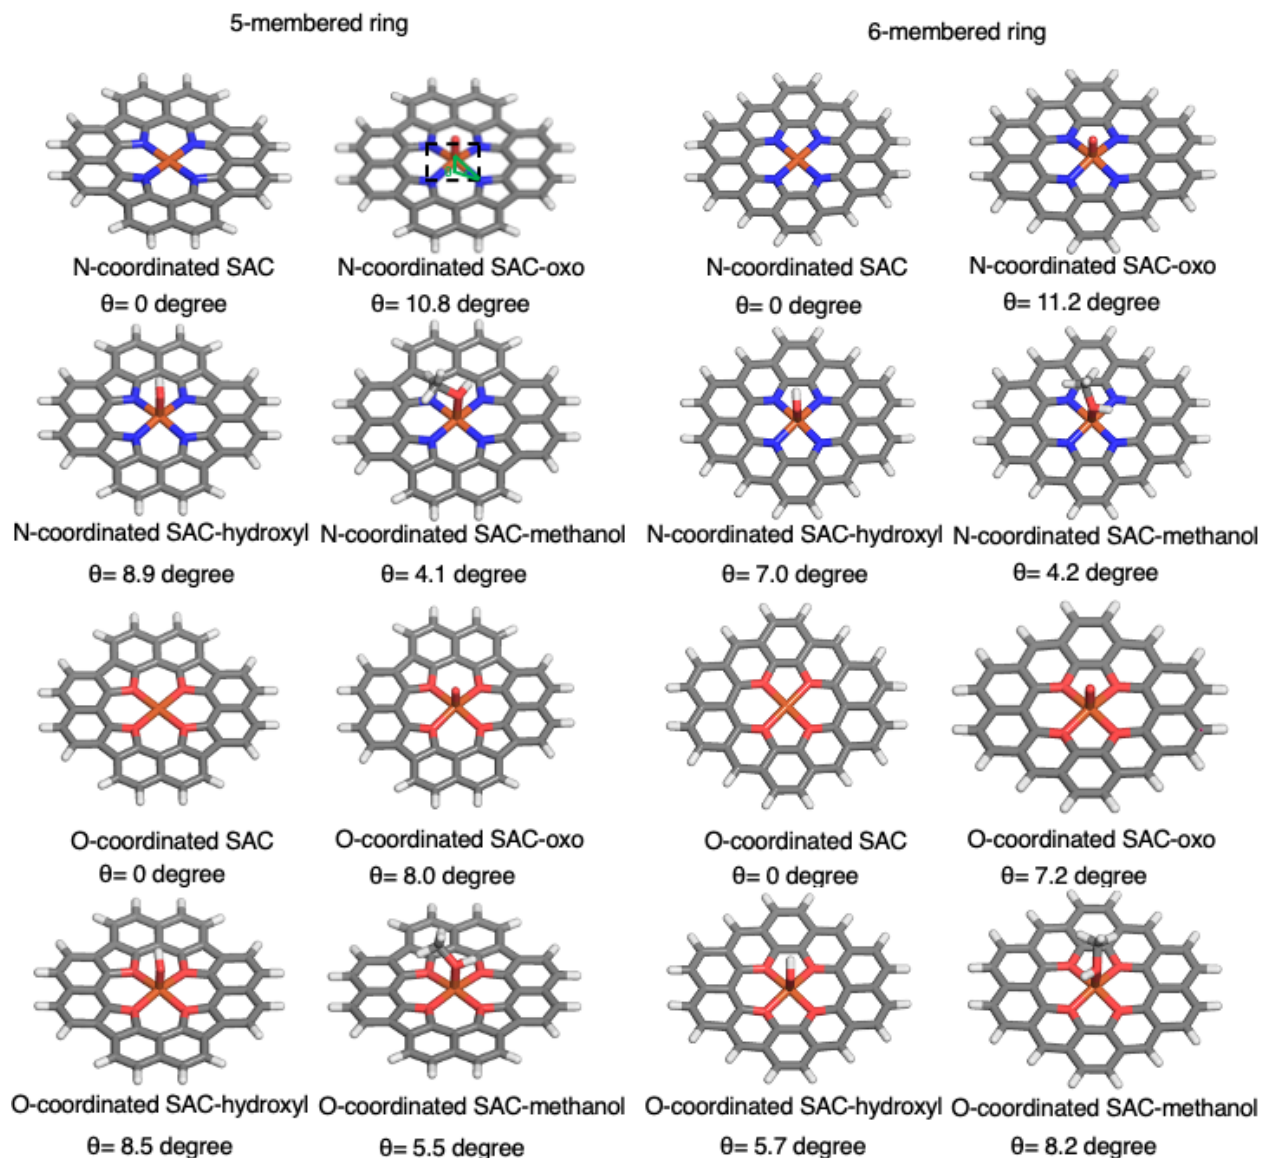 5-membered ring
6-membered ring
N-coordinated SAC
N-coordinated SAC-oxo
N-coordinated SAC
N-coordinated SAC-oxo
θ= 0 degree
θ= 10.8 degree
θ= 0 degree
θ= 11.2 degree
N-coordinated SAC-hydroxyl
N-coordinated SAC-methanol
N-coordinated SAC-hydroxyl
N-coordinated SAC-methanol
θ= 8.9 degree
θ= 4.1 degree
θ= 7.0 degree
θ= 4.2 degree
O-coordinated SAC
O-coordinated SAC-oxo
O-coordinated SAC
O-coordinated SAC-oxo
θ= 0 degree
θ= 8.0 degree
θ= 0 degree
θ= 7.2 degree
O-coordinated SAC-hydroxyl
O-coordinated SAC-methanol
O-coordinated SAC-hydroxyl
O-coordinated SAC-methanol
θ= 8.5 degree
θ= 5.5 degree
θ= 5.7 degree
θ= 8.2 degree